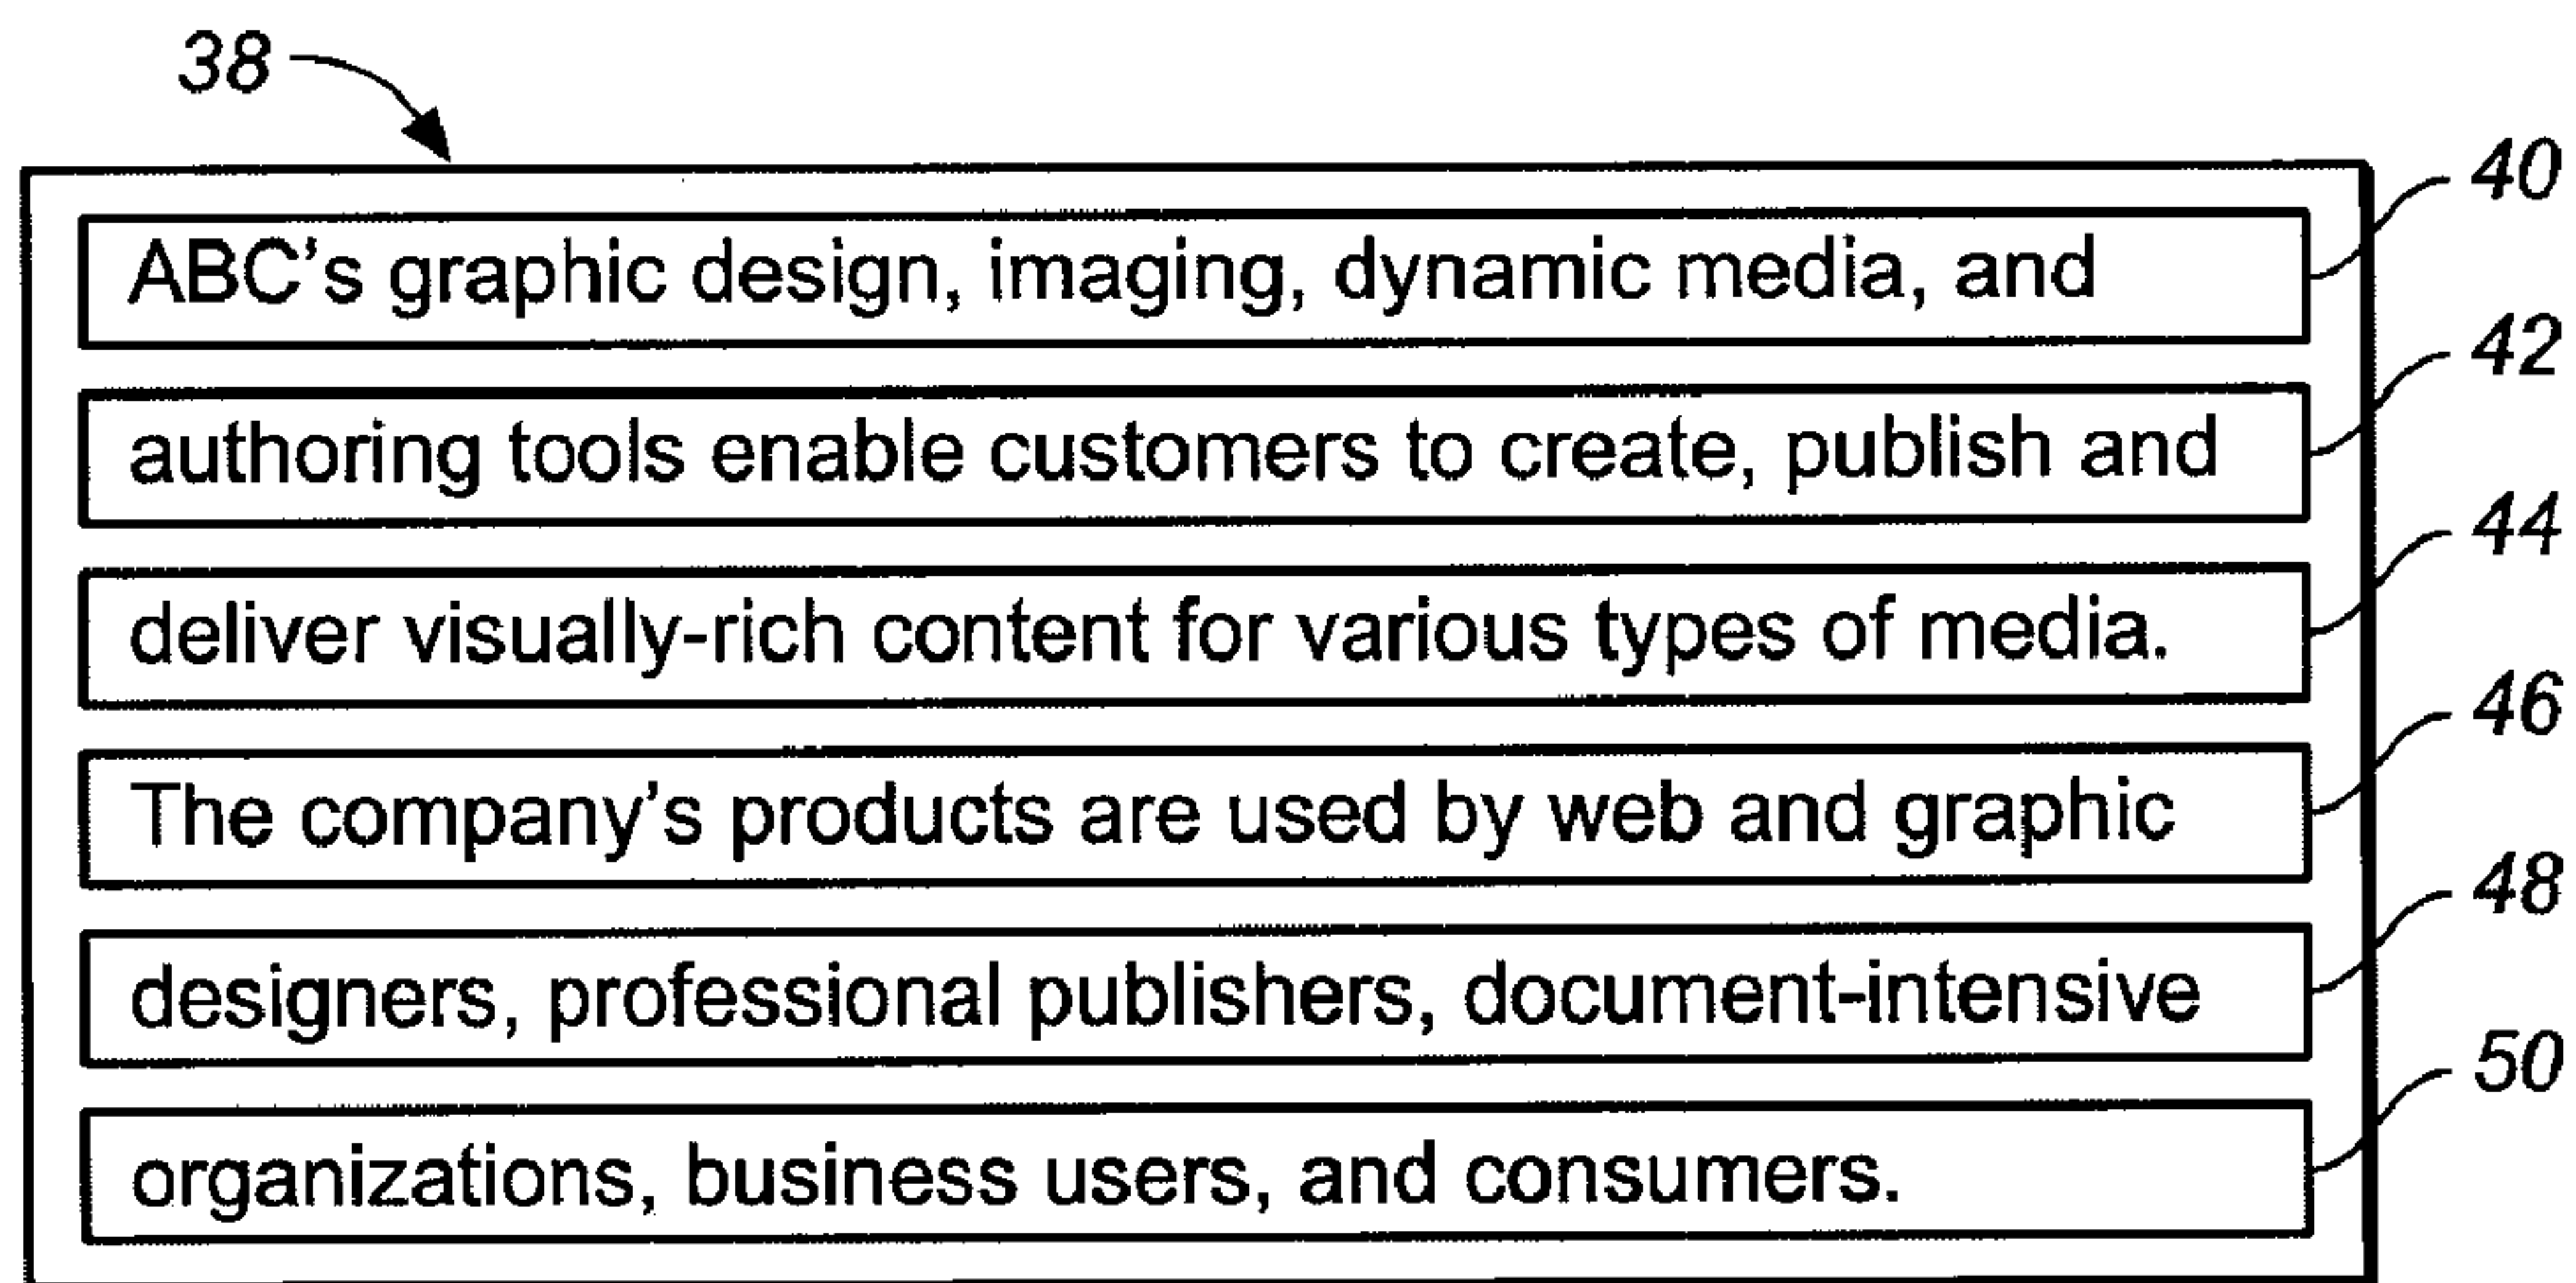 38
ABC's graphic design, imaging, dynamic media, and
40
authoring tools enable customers to create, publish and
42
deliver visually-rich content for various types of media.
44
The company's products are used by web and graphic
46
designers, professional publishers, document-intensive
48
organizations, business users, and consumers.
50